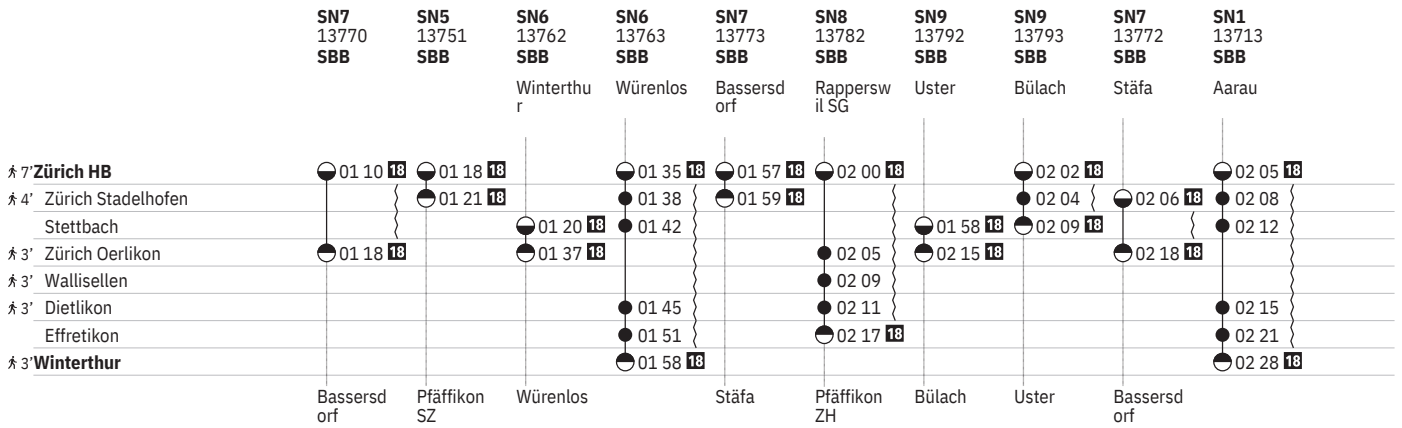 SN7 SN5 SN6 SN6 SN7 SN8 SN9 SN9 SN7 SN1
13770 13751 13762 13763 13773 13782 13792 13793 13772 13713
SBB SBB SBB SBB SBB SBB SBB SBB SBB SBB
Winterthu Würenlos Bassersd Rappersw Uster Bülach Stäfa Aarau
r orf il SG
7’ Zürich HB 01 10 18 01 18 18 01 35 18 01 57 18 02 00 18 02 02 18 02 05 18
4’ Zürich Stadelhofen 01 21 18 01 38 01 59 18 02 04 02 06 18 02 08
Stettbach 01 20 18 01 42 01 58 18 02 09 18 02 12
3’ Zürich Oerlikon 01 18 18 01 37 18 02 05 02 15 18 02 18 18
3’ Wallisellen 02 09
3’ Dietlikon 01 45 02 11 02 15
Effretikon 01 51 02 17 18 02 21
3’ Winterthur 01 58 18 02 28 18
Bassersd Pfäffikon Würenlos Stäfa Pfäffikon Bülach Uster Bassersd
orf SZ ZH orf